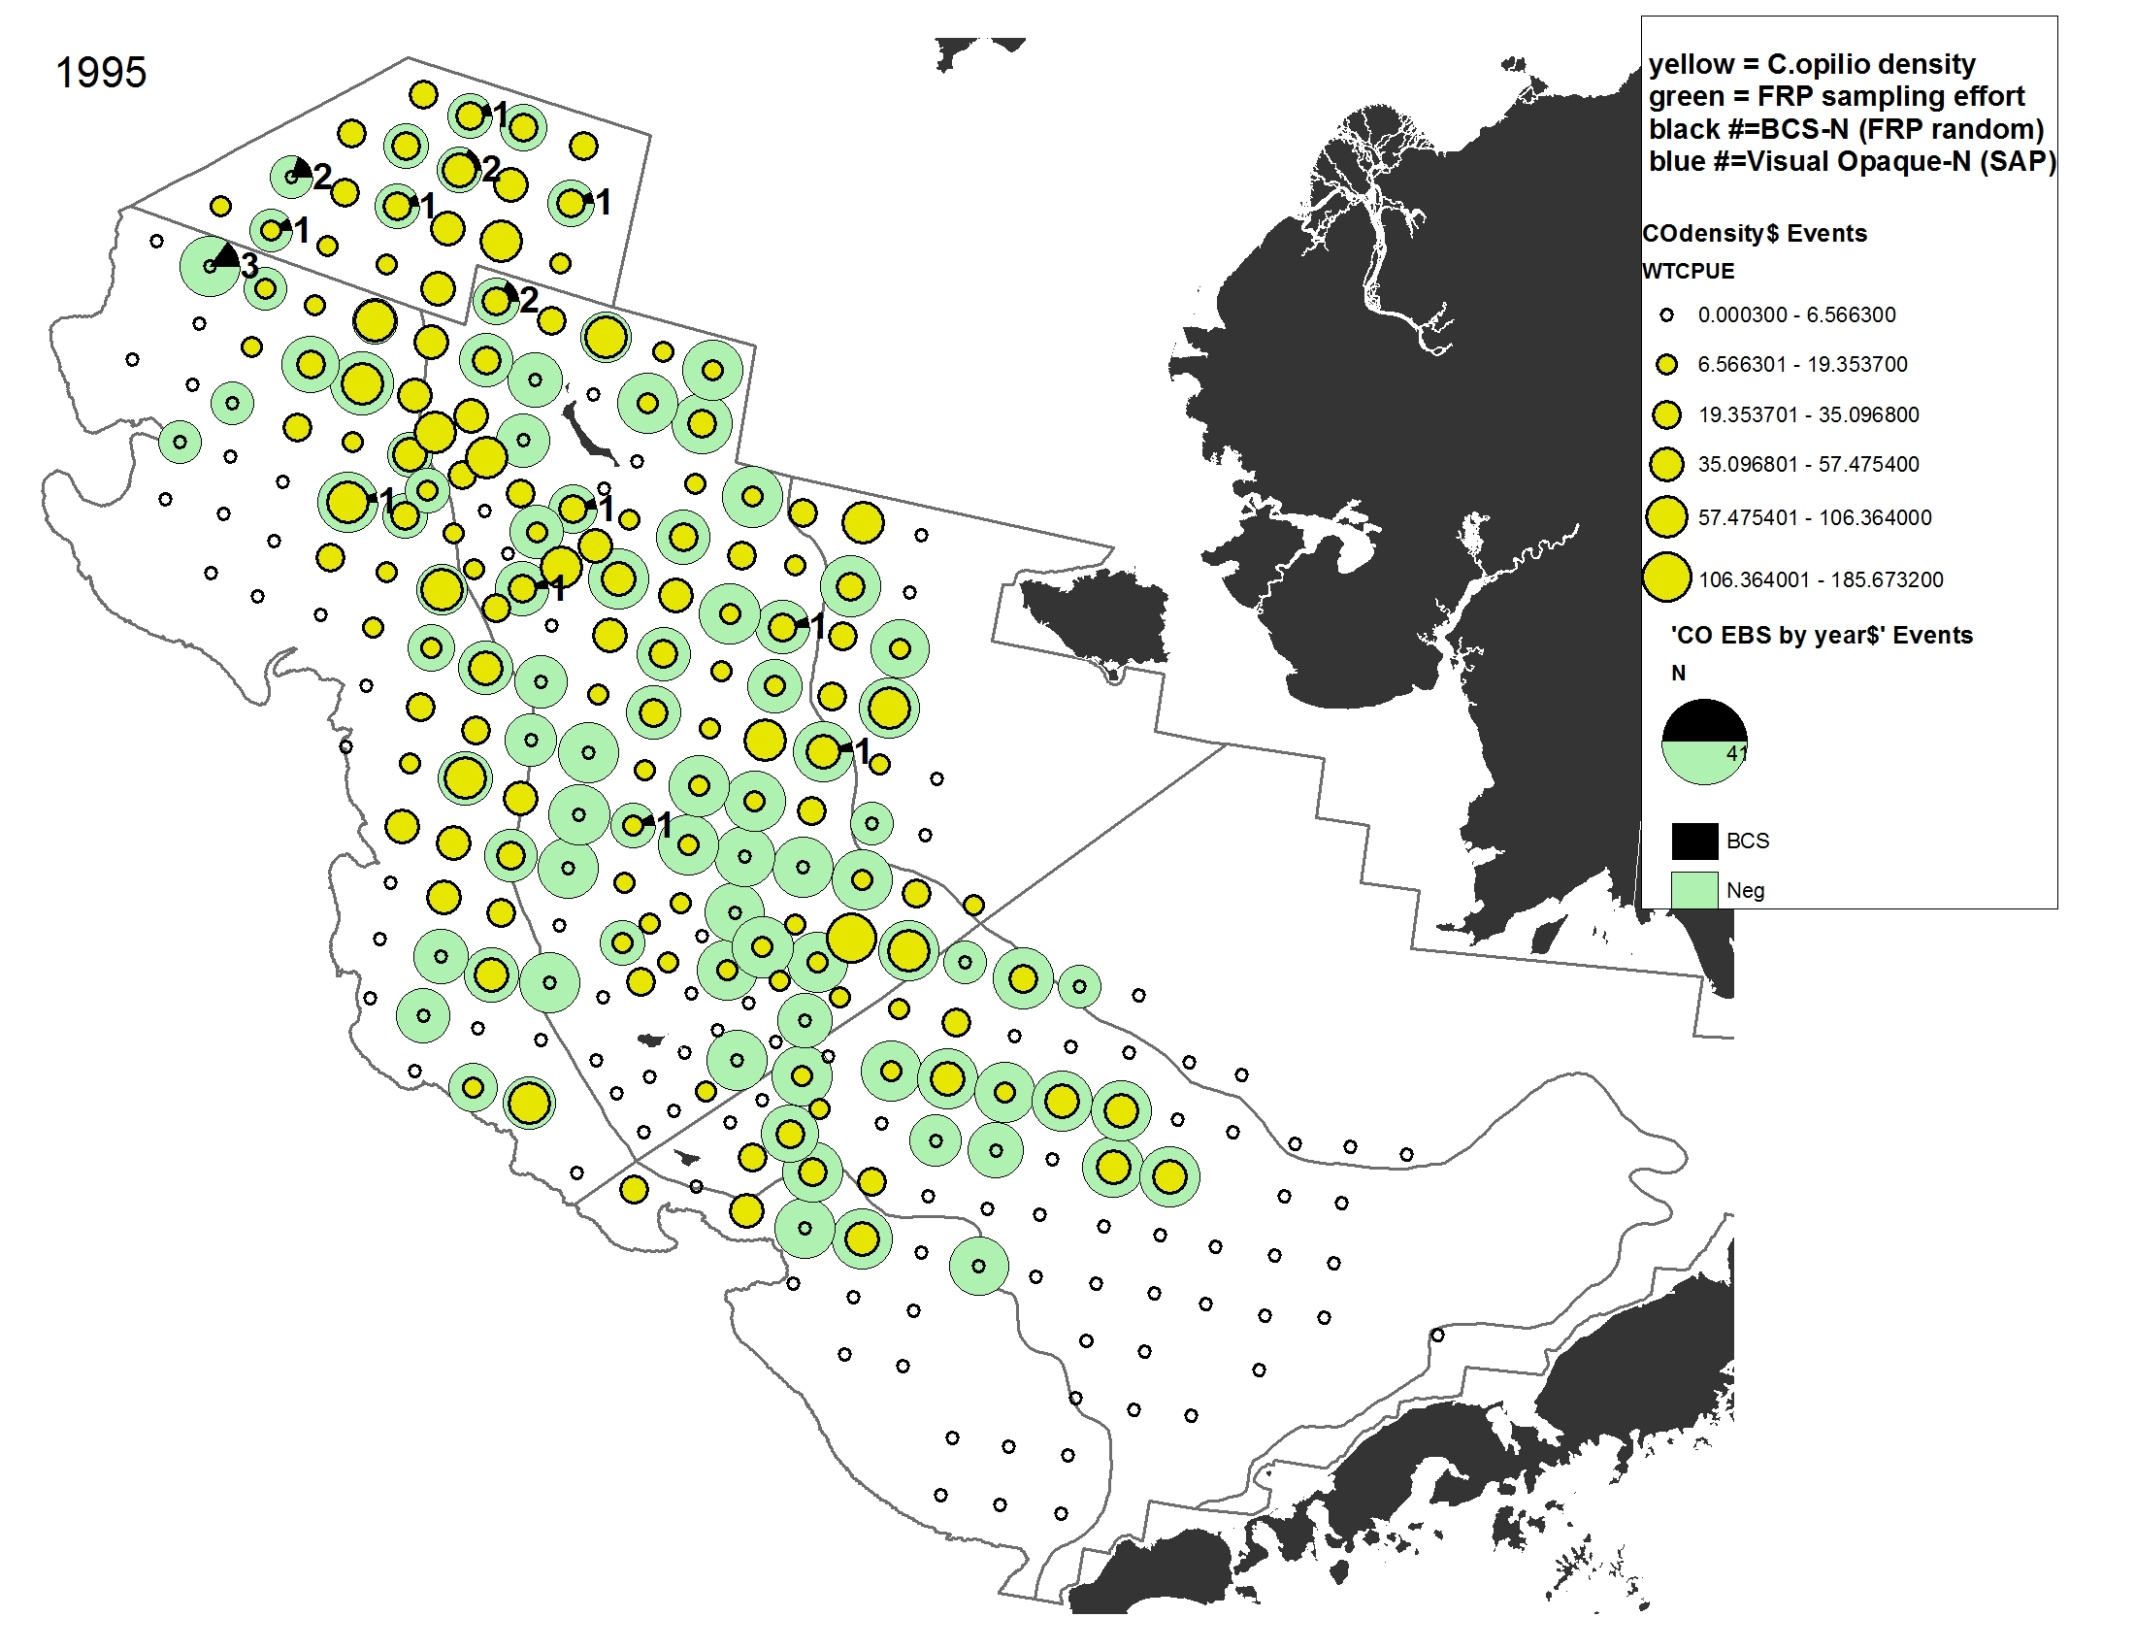 1995
yellow = C.opilio density
green = FRP sampling effort
black #=BCS-N (FRP random)
blue #=Visual Opaque-N (SAP)
COdensity$ Events
WTCPUE
0.000300 - 6.566300
6.566301 - 19.353700
19.353701 - 35.096800
35.096801 - 57.475400
57.475401 - 106.364000
106.364001 - 185.673200
'CO EBS by year$' Events
N
41
BCS
Neg
1
2
2
1
1
1
3
2
1
1
1
1
1
1